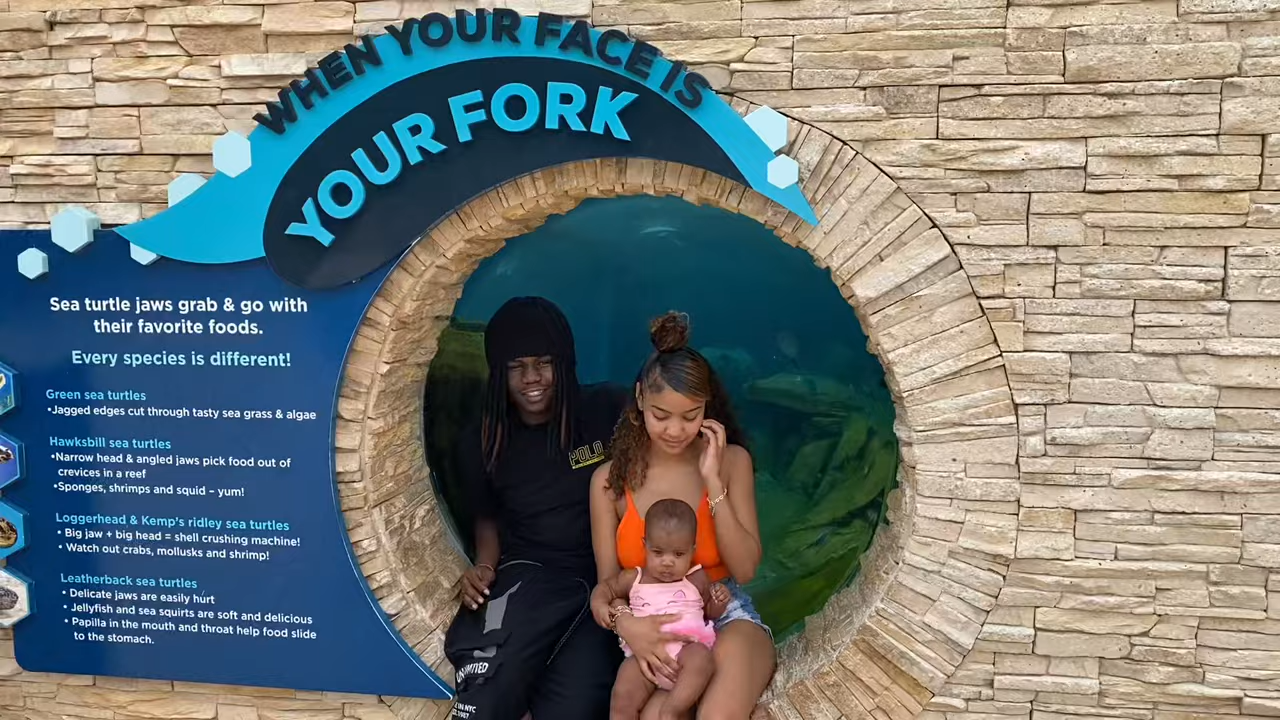 WHEN YOUR FACE IS
YOUR FORK
Sea turtle jaws grab & go with
their favorite foods.
Every species is different!
Green sea turtles
•Jagged edges cut through tasty sea grass & algae
Hawksbill sea turtles
•Narrow head & angled jaws pick food out of
crevices in a reef
•Sponges, shrimps and squid – yum!
Loggerhead & Kemp's ridley sea turtles
• Big jaw + big head = shell crushing machine!
• Watch out crabs, mollusks and shrimp!
Leatherback sea turtles
• Delicate jaws are easily hurt
• Jellyfish and sea squirts are soft and delicious
• Papilla in the mouth and throat help food slide
to the stomach.
POLO
IN NYC